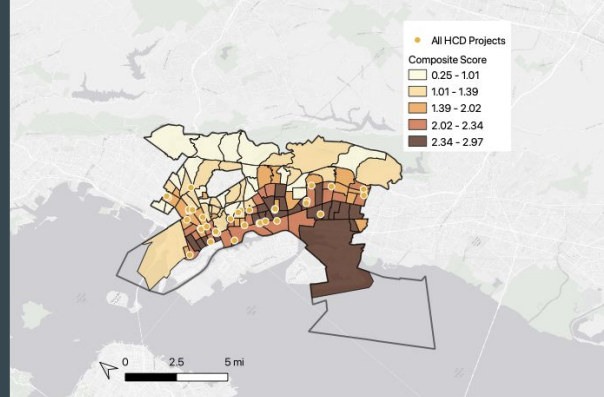 All HCD Projects
Composite Score
0.25 - 1.01
1.01 - 1.39
1.39 - 2.02
2.02 - 2.34
2.34 - 2.97
0 2.5 5 mi